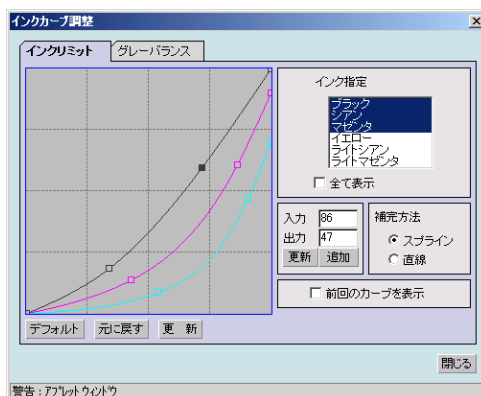 インクカーブ調整
インクリミット
グレーバランス
インク指定
ブラック
シアン
マゼンタ
イエロー
ライトシアン
ライトマゼンタ
全て表示
入力 86
出力 47
更新 追加
補完方法
スプライン
直線
前回のカーブを表示
デフォルト 元に戻す 更 新
閉じる
警告 : アプレット ウィンドウ